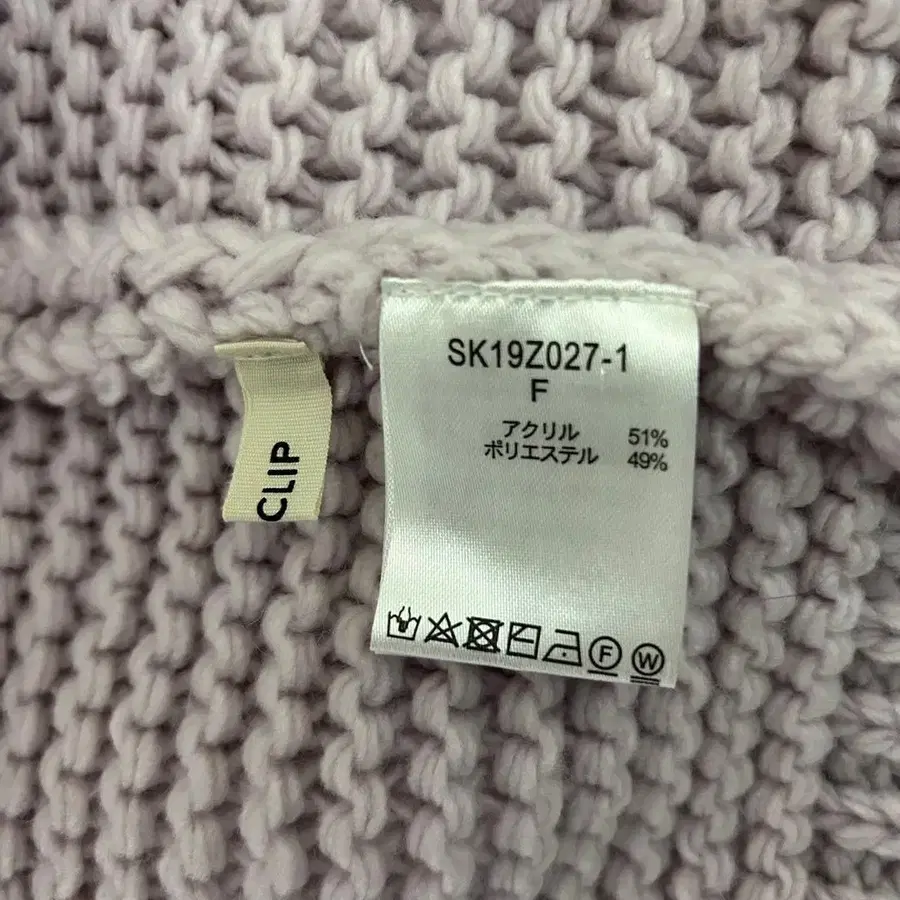 CLIP
SK19Z027-1
F
アクリル 51%
ポリエステル 49%
F W